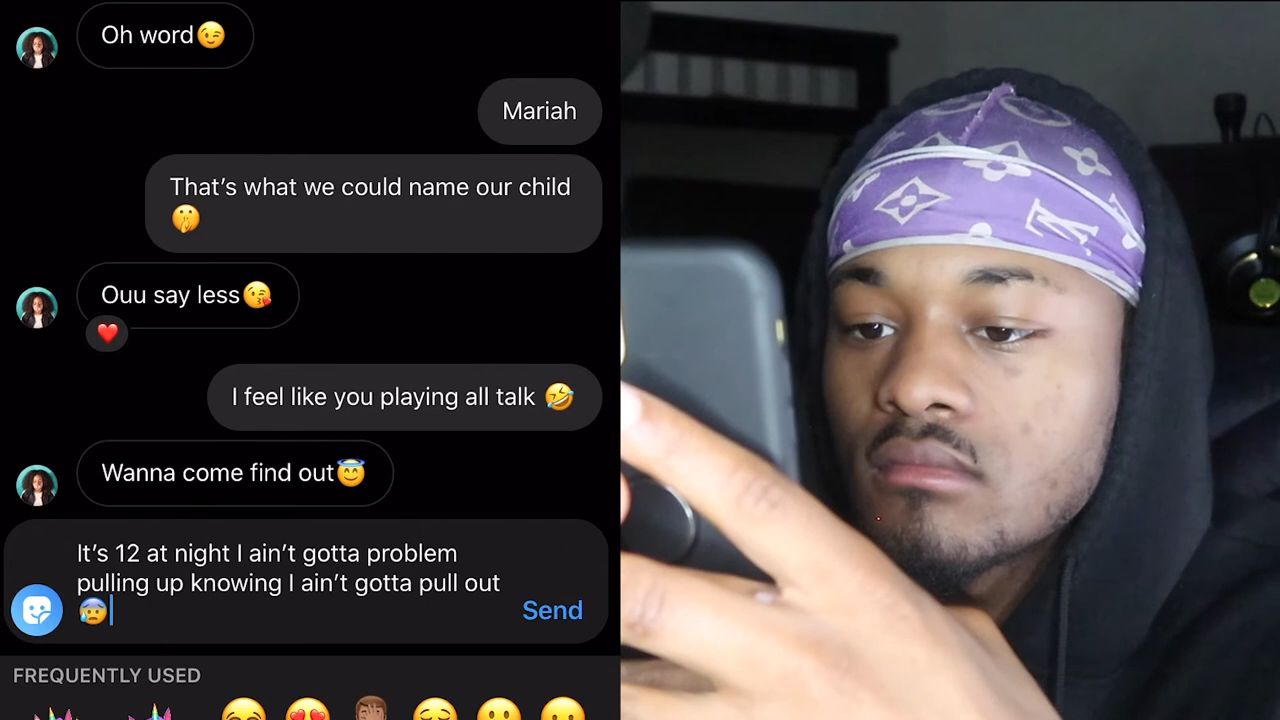 Oh word😉
Mariah
That’s what we could name our child
🤫
Ouu say less😘
I feel like you playing all talk 🤣
Wanna come find out😇
It’s 12 at night I ain’t gotta problem
pulling up knowing I ain’t gotta pull out
😰
Send
FREQUENTLY USED